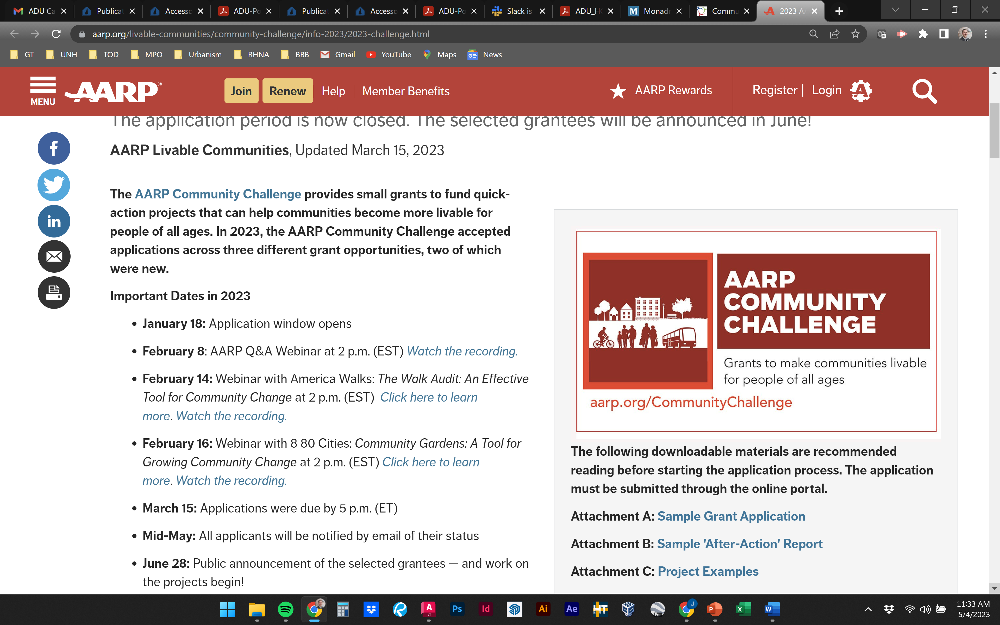 ADU Ca
Publicat
Accesso
ADU-Po
Publicat
Accesso
ADU-Po
Slack is
ADU_H
Monad
Commu
2023 A
aarp.org/livable-communities/community-challenge/info-2023/2023-challenge.html
GT
UNH
TOD
MPO
Urbanism
RHNA
BBB
Gmail
YouTube
Maps
News
MENU
AARP®
Join
Renew
Help
Member Benefits
AARP Rewards
Register | Login
The application period is now closed. The selected grantees will be announced in June!
AARP Livable Communities, Updated March 15, 2023
The AARP Community Challenge provides small grants to fund quick-
action projects that can help communities become more livable for
people of all ages. In 2023, the AARP Community Challenge accepted
applications across three different grant opportunities, two of which
were new.
Important Dates in 2023
• January 18: Application window opens
• February 8: AARP Q&A Webinar at 2 p.m. (EST) Watch the recording.
• February 14: Webinar with America Walks: The Walk Audit: An Effective
Tool for Community Change at 2 p.m. (EST) Click here to learn
more. Watch the recording.
• February 16: Webinar with 8 80 Cities: Community Gardens: A Tool for
Growing Community Change at 2 p.m. (EST) Click here to learn
more. Watch the recording.
• March 15: Applications were due by 5 p.m. (ET)
• Mid-May: All applicants will be notified by email of their status
• June 28: Public announcement of the selected grantees — and work on
the projects begin!
AARP
COMMUNITY
CHALLENGE
Grants to make communities livable
for people of all ages
aarp.org/CommunityChallenge
The following downloadable materials are recommended
reading before starting the application process. The application
must be submitted through the online portal.
Attachment A: Sample Grant Application
Attachment B: Sample 'After-Action' Report
Attachment C: Project Examples
11:33 AM
5/4/2023